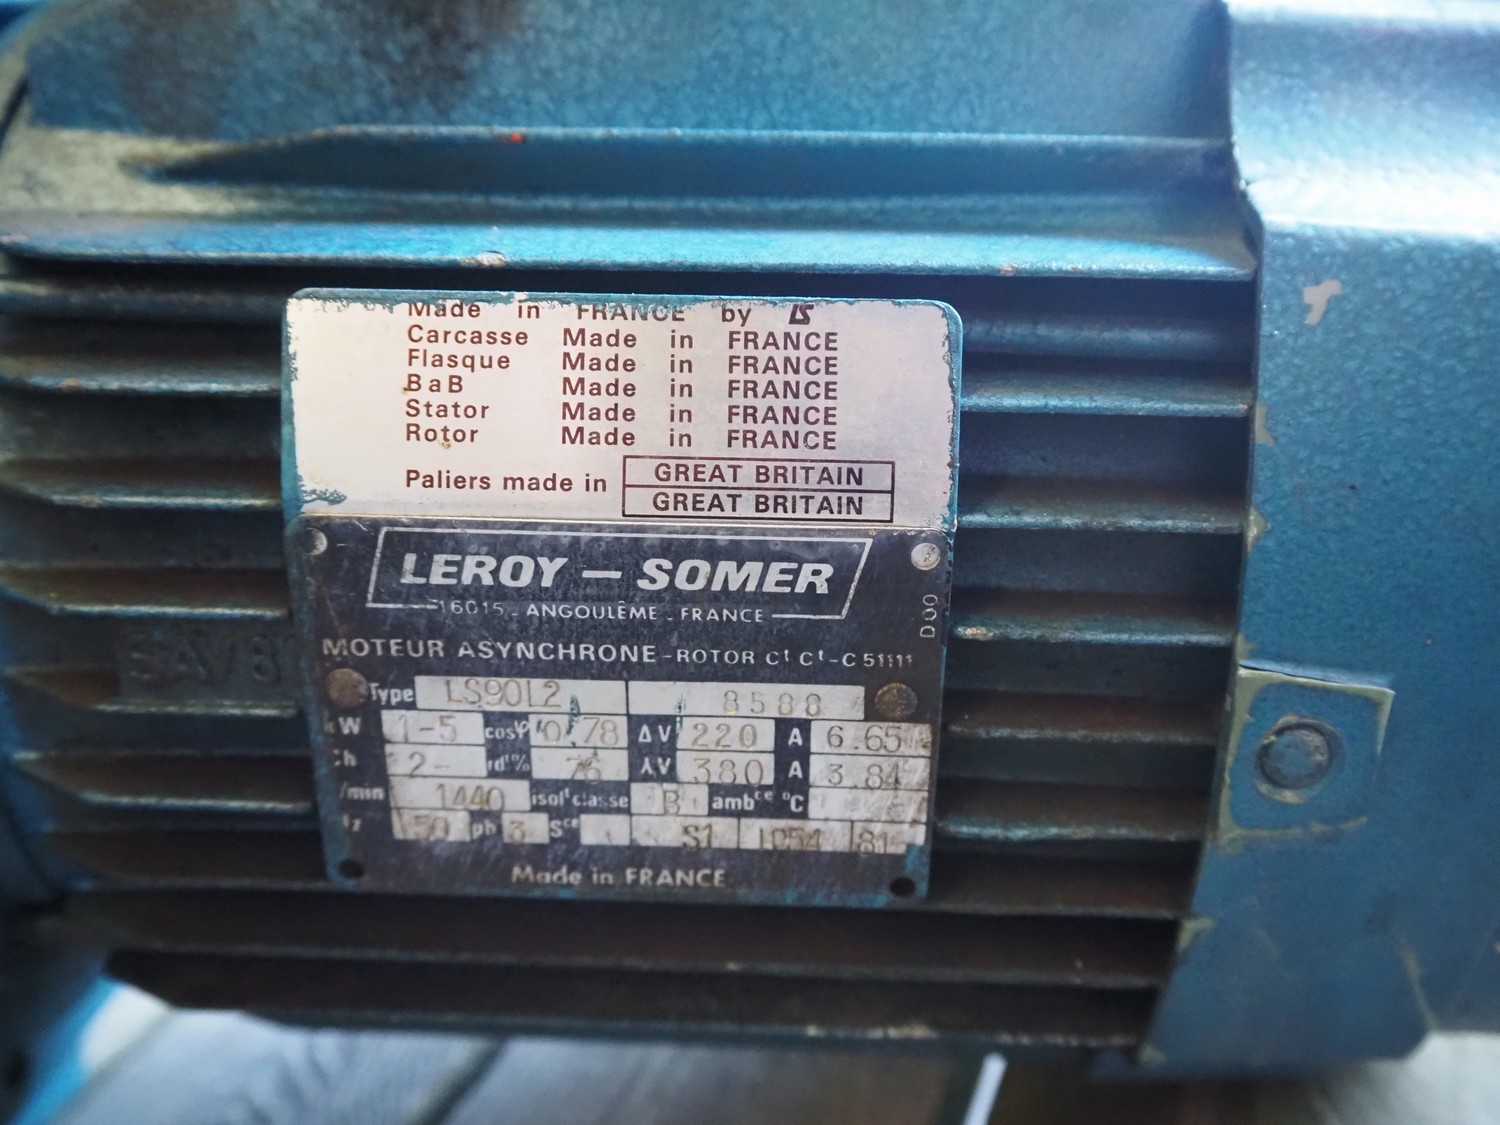 Made in FRANCE by LS
Carcasse Made in FRANCE
Flasque Made in FRANCE
BaB Made in FRANCE
Stator Made in FRANCE
Rotor Made in FRANCE
Paliers made in GREAT BRITAIN
GREAT BRITAIN
LEROY – SOMER
16015 - ANGOULÊME - FRANCE
MOTEUR ASYNCHRONE - ROTOR Ct Ct - C 51111
Type LS90L2 8588
kW 1-5 cosφ 0.78 Δ V 220 A 6.65
Ch 2- rdt% 76 λ V 380 A 3.84
/min 1440 isolt classe B ambce °C
Hz 50 ph 3 Sce S1 IP54 81
Made in FRANCE